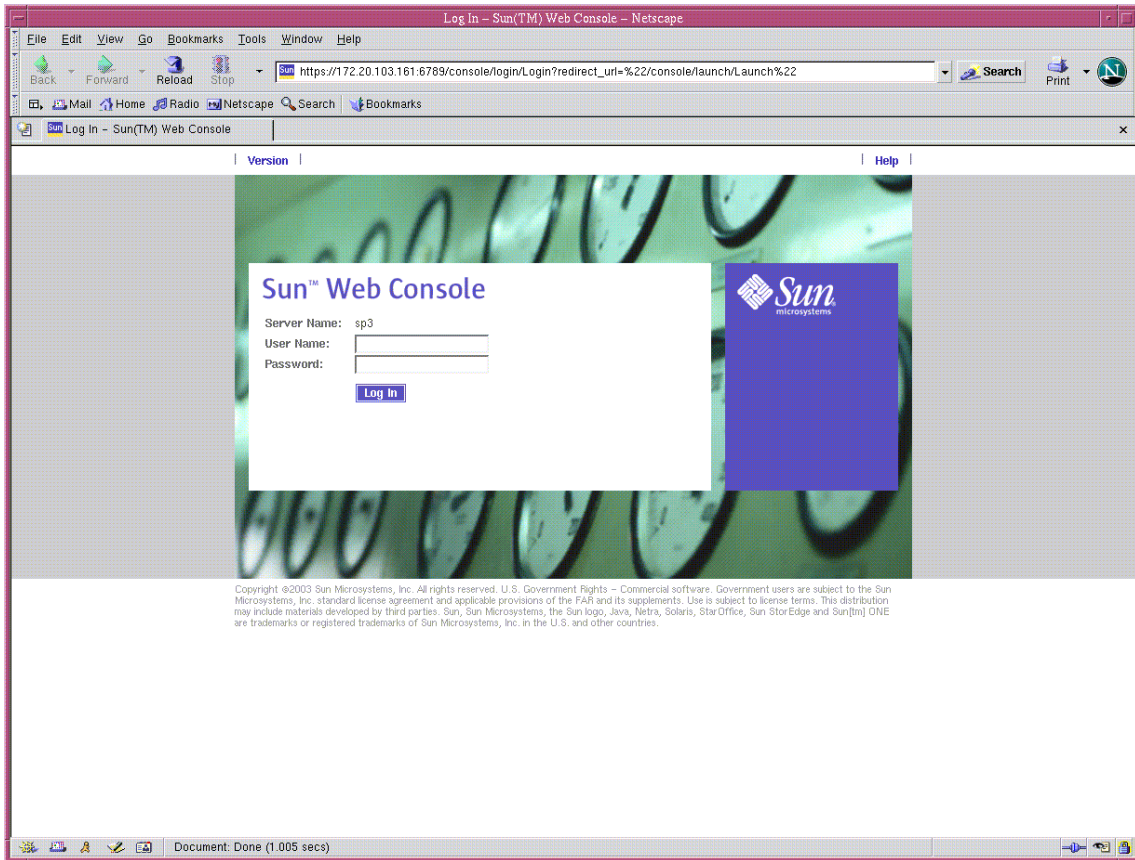 Log In – Sun(TM) Web Console – Netscape
File Edit View Go Bookmarks Tools Window Help
Back Forward Reload Stop
https://172.20.103.161:6789/console/login/Login?redirect_url=%22/console/launch/Launch%22
Search Print N
Mail Home Radio Netscape Search Bookmarks
Sun Log In – Sun(TM) Web Console
Version Help
Sun™ Web Console
Server Name: sp3
User Name:
Password:
Log In
Sun
microsystems
Copyright ©2003 Sun Microsystems, Inc. All rights reserved. U.S. Government Rights – Commercial software. Government users are subject to the Sun
Microsystems, Inc. standard license agreement and applicable provisions of the FAR and its supplements. Use is subject to license terms. This distribution
may include materials developed by third parties. Sun, Sun Microsystems, the Sun logo, Java, Netra, Solaris, StarOffice, Sun StorEdge and Sun[tm] ONE
are trademarks or registered trademarks of Sun Microsystems, Inc. in the U.S. and other countries.
Document: Done (1.005 secs)